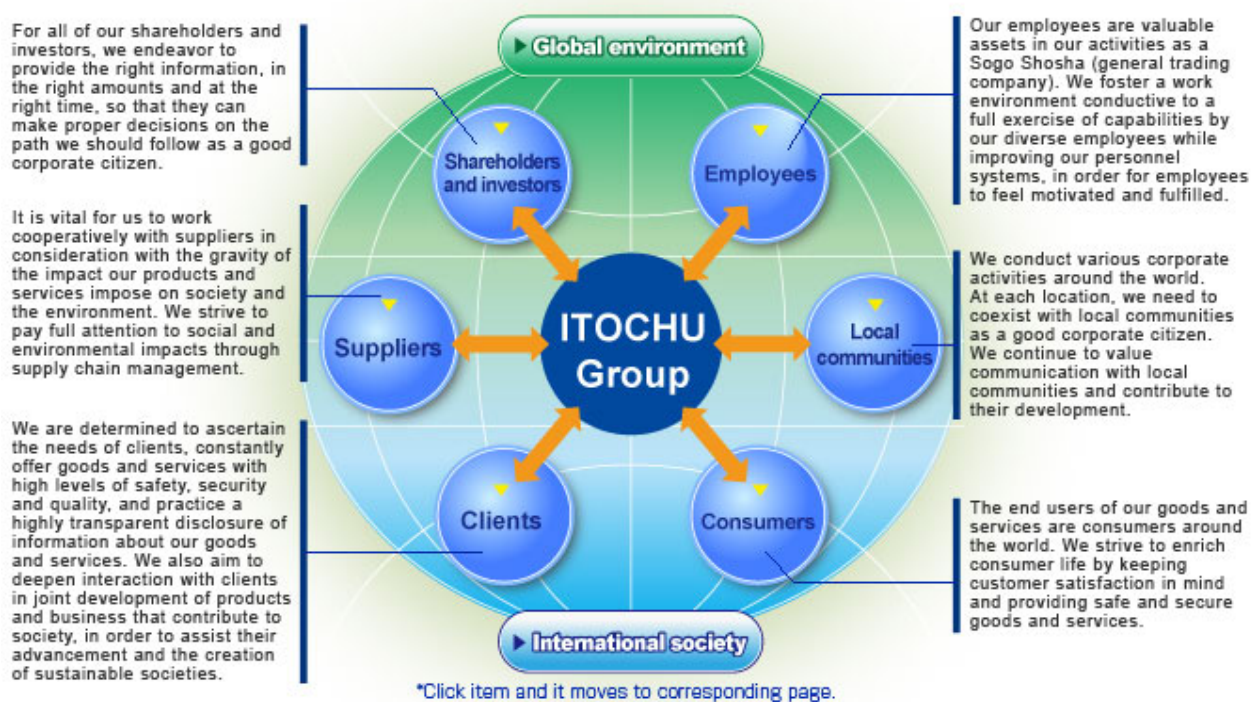 Global environment
For all of our shareholders and
investors, we endeavor to
provide the right information, in
the right amounts and at the
right time, so that they can
make proper decisions on the
path we should follow as a good
corporate citizen.
Shareholders
and investors
Employees
Our employees are valuable
assets in our activities as a
Sogo Shosha (general trading
company). We foster a work
environment conductive to a
full exercise of capabilities by
our diverse employees while
improving our personnel
systems, in order for employees
to feel motivated and fulfilled.
It is vital for us to work
cooperatively with suppliers in
consideration with the gravity of
the impact our products and
services impose on society and
the environment. We strive to
pay full attention to social and
environmental impacts through
supply chain management.
Suppliers
ITOCHU
Group
Local
communities
We conduct various corporate
activities around the world.
At each location, we need to
coexist with local communities
as a good corporate citizen.
We continue to value
communication with local
communities and contribute to
their development.
We are determined to ascertain
the needs of clients, constantly
offer goods and services with
high levels of safety, security
and quality, and practice a
highly transparent disclosure of
information about our goods
and services. We also aim to
deepen interaction with clients
in joint development of products
and business that contribute to
society, in order to assist their
advancement and the creation
of sustainable societies.
Clients
Consumers
The end users of our goods and
services are consumers around
the world. We strive to enrich
consumer life by keeping
customer satisfaction in mind
and providing safe and secure
goods and services.
International society
*Click item and it moves to corresponding page.